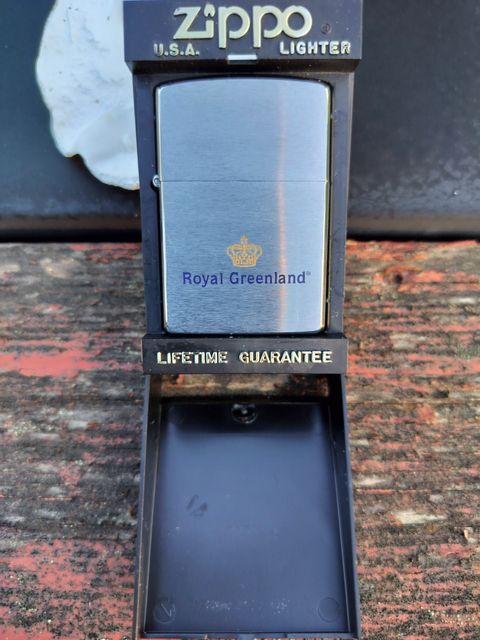 Zippo®
U.S.A. LIGHTER
Royal Greenland®
LIFETIME GUARANTEE